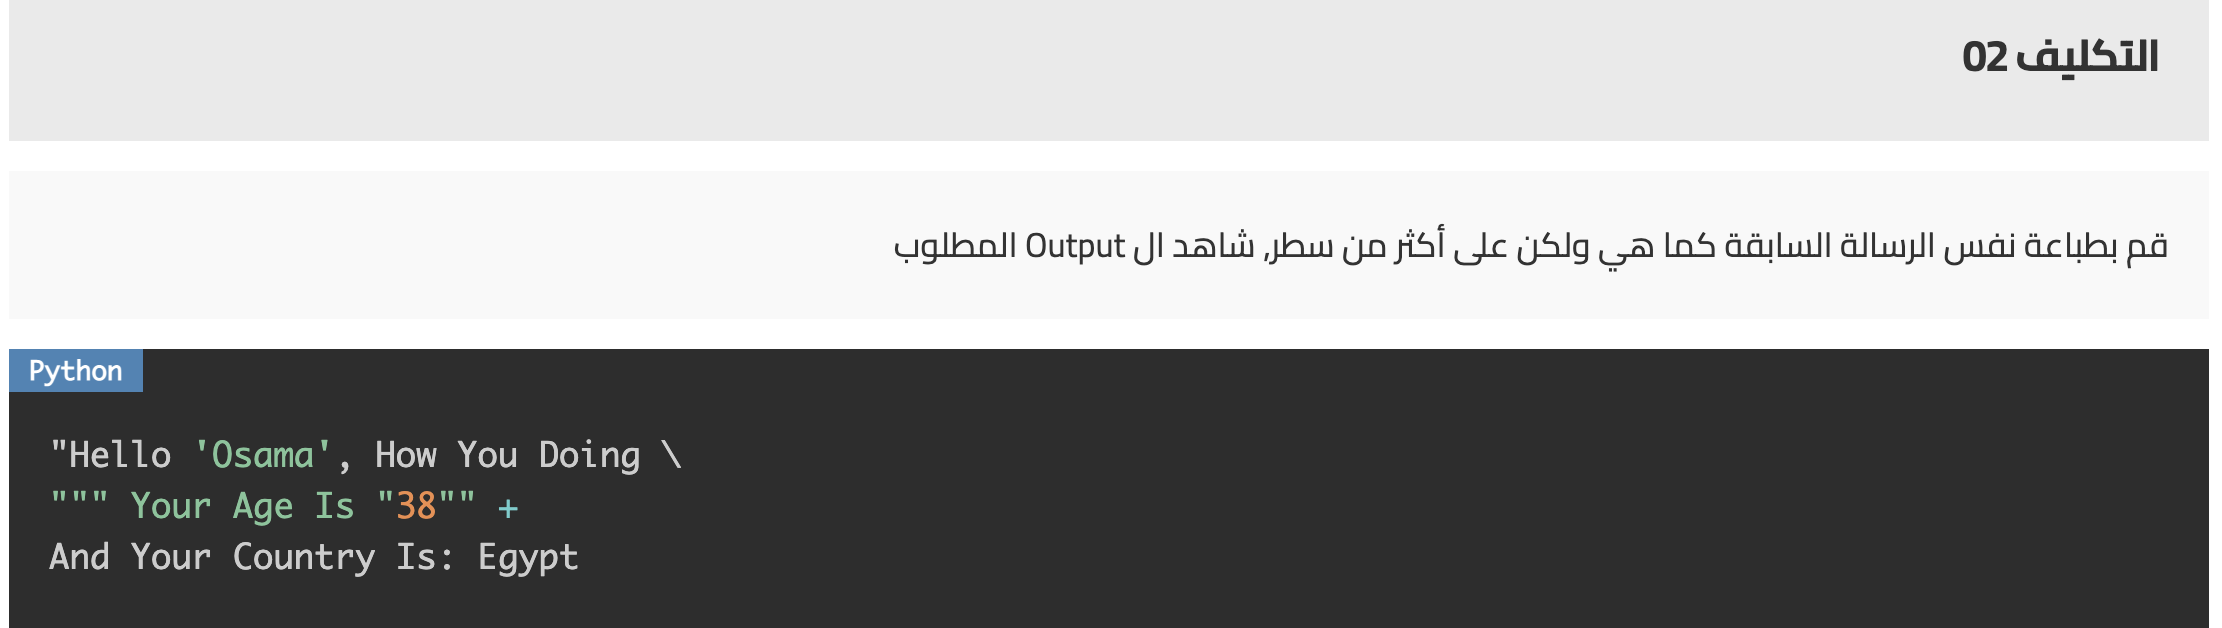 التكليف 02
قم بطباعة نفس الرسالة السابقة كما هي ولكن على أكثر من سطر, شاهد ال Output المطلوب
Python
"Hello 'Osama', How You Doing \
""" Your Age Is "38"" +
And Your Country Is: Egypt